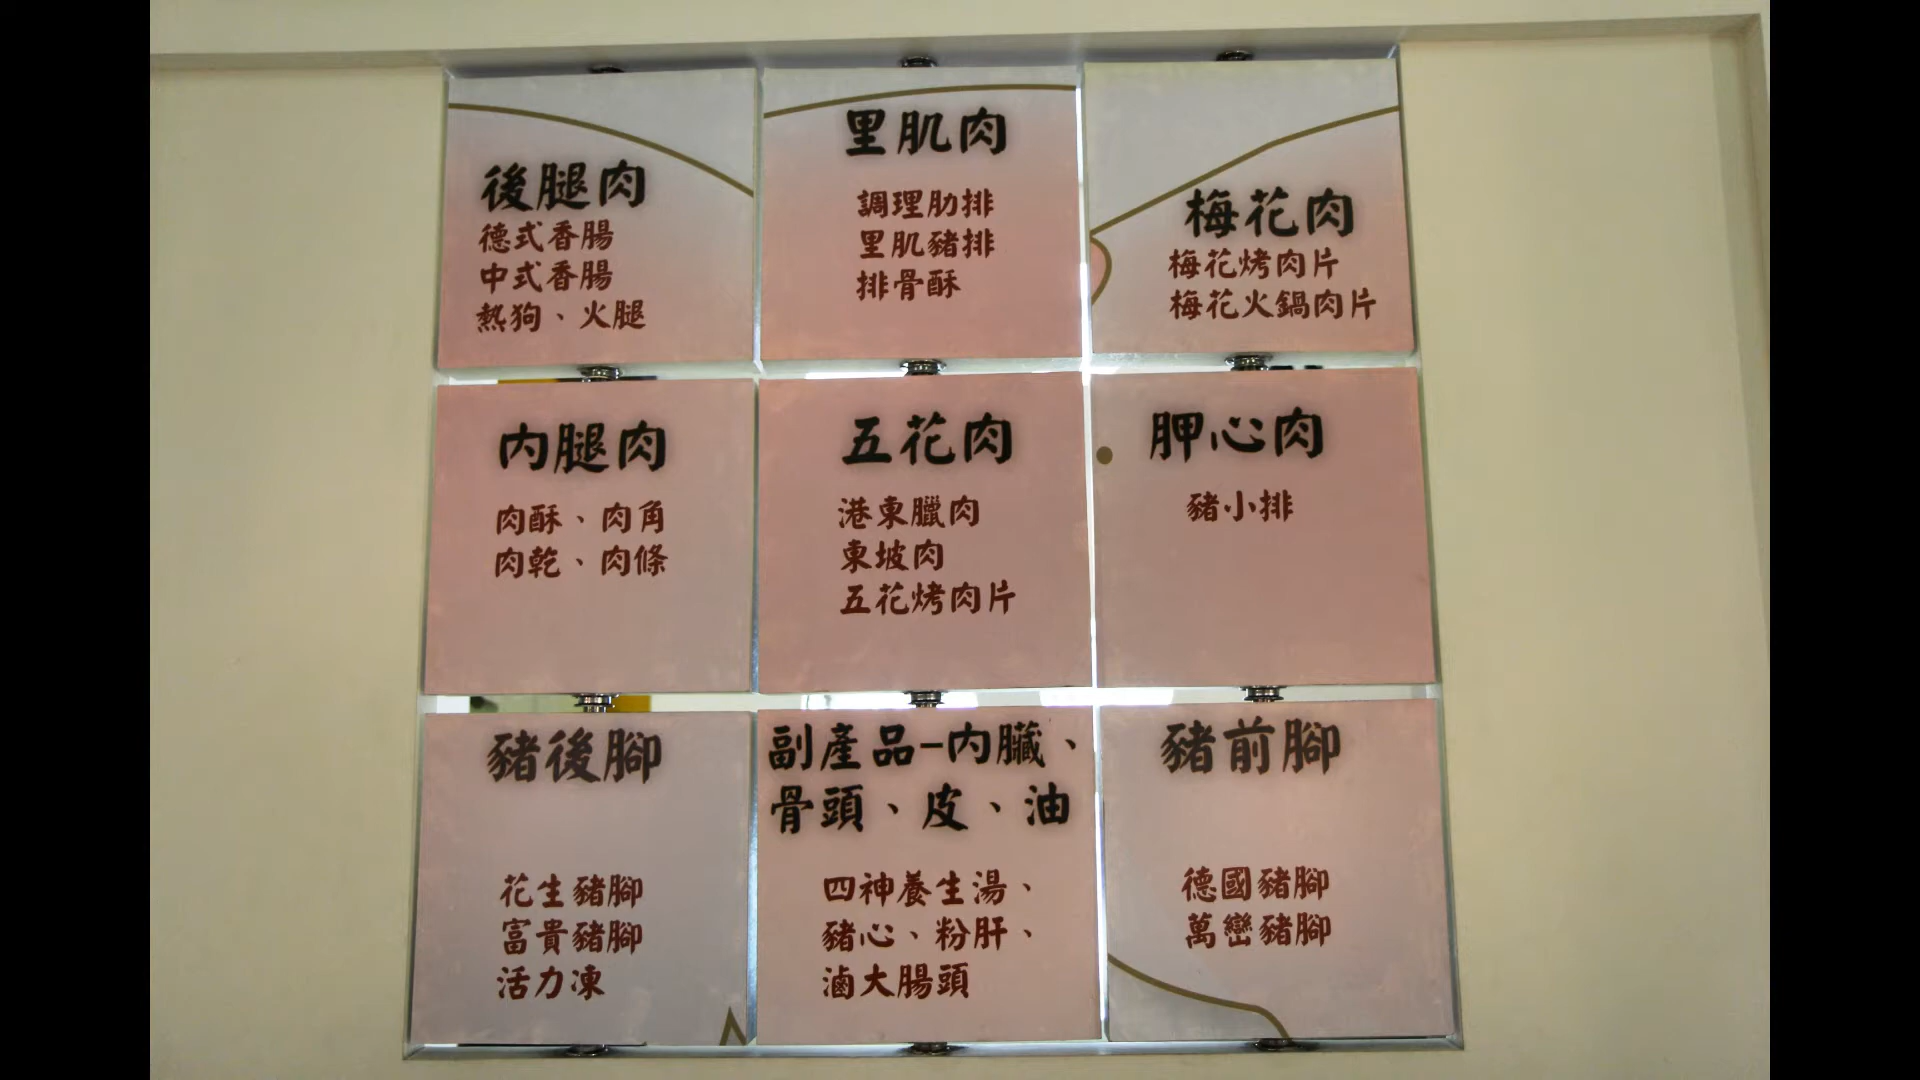 後腿肉
德式香腸
中式香腸
熱狗、火腿
里肌肉
調理肋排
里肌豬排
排骨酥
梅花肉
梅花烤肉片
梅花火鍋肉片
內腿肉
肉酥、肉角
肉乾、肉條
五花肉
港東臘肉
東坡肉
五花烤肉片
胛心肉
豬小排
豬後腳
花生豬腳
富貴豬腳
活力凍
副產品-內臟、
骨頭、皮、油
四神養生湯、
豬心、粉肝、
滷大腸頭
豬前腳
德國豬腳
萬巒豬腳